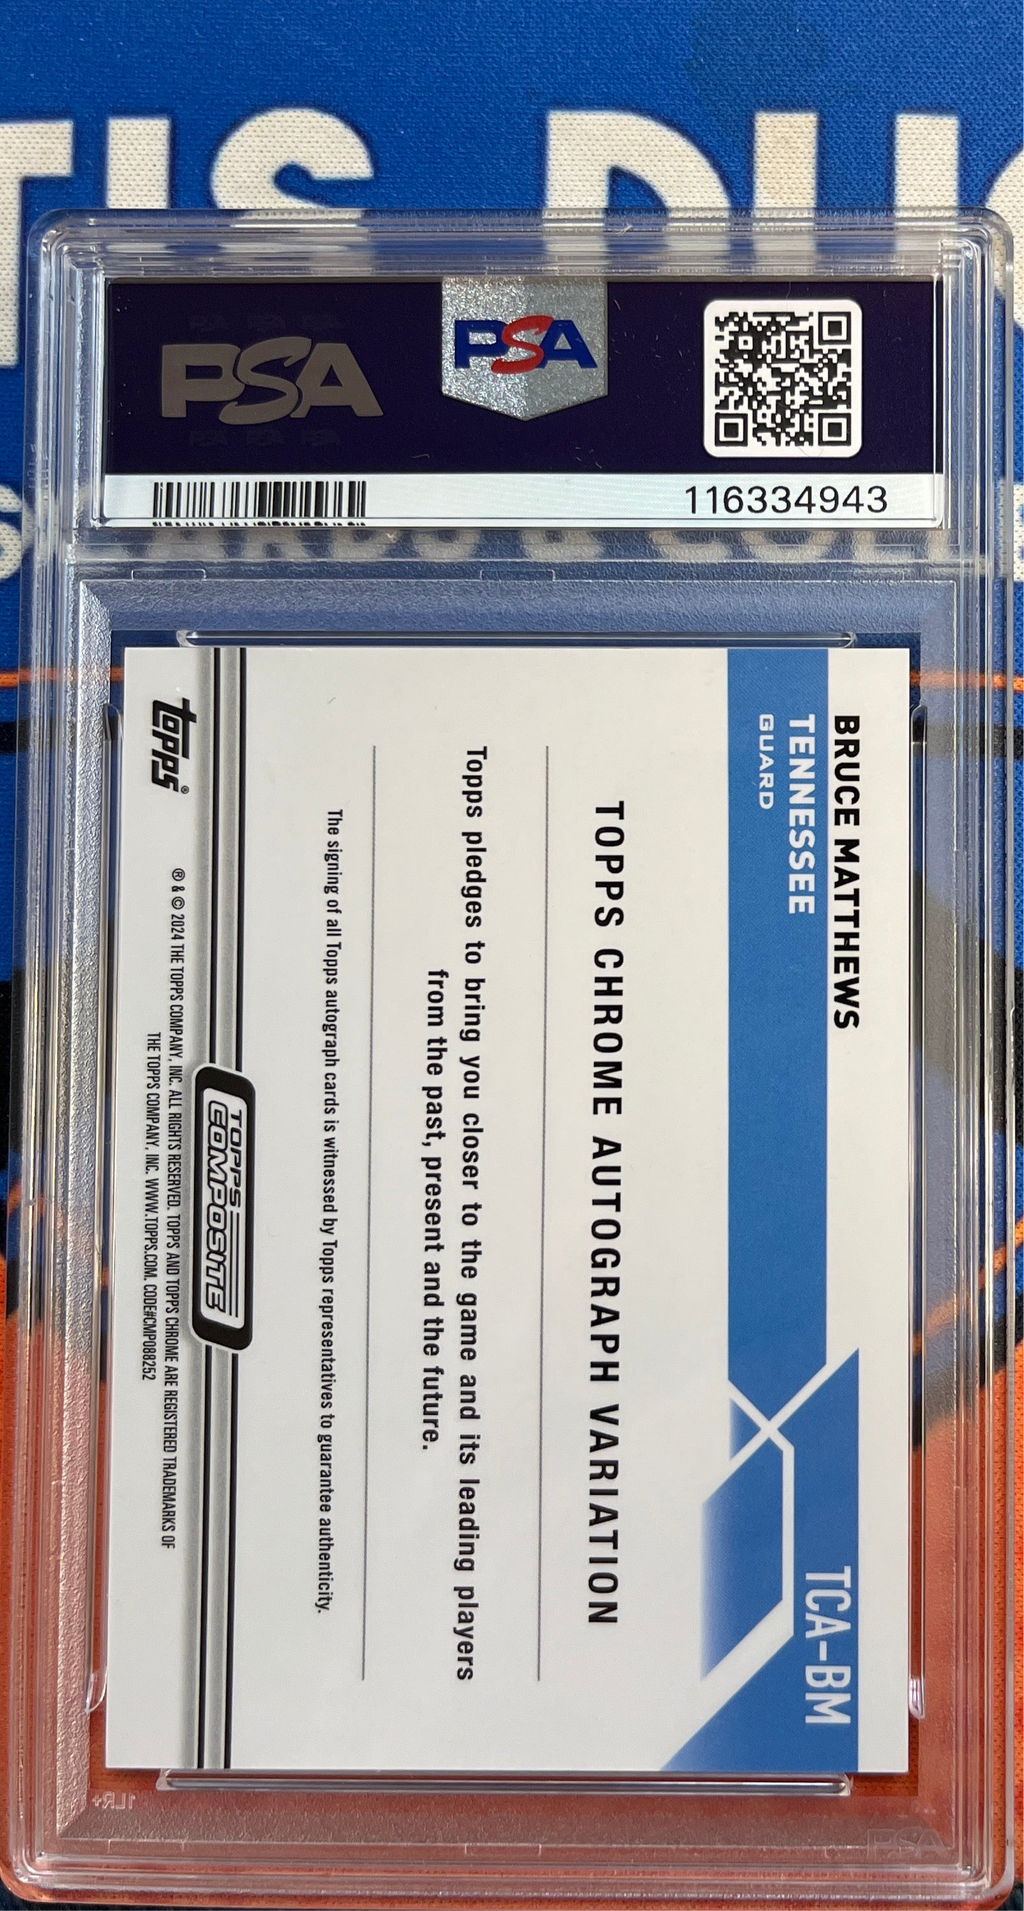 TIS PUC
PSA
PSA
116334943
BRUCE MATTHEWS
TENNESSEE
GUARD
TCA-BM
TOPPS CHROME AUTOGRAPH VARIATION
Topps pledges to bring you closer to the game and its leading players
from the past, present and the future.
The signing of all Topps autograph cards is witnessed by Topps representatives to guarantee authenticity.
TOPPS
COMPOSITE
topps®
® & © 2024 THE TOPPS COMPANY, INC. ALL RIGHTS RESERVED. TOPPS AND TOPPS CHROME ARE REGISTERED TRADEMARKS OF
THE TOPPS COMPANY, INC. WWW.TOPPS.COM. CODE#CMP088252
PSA